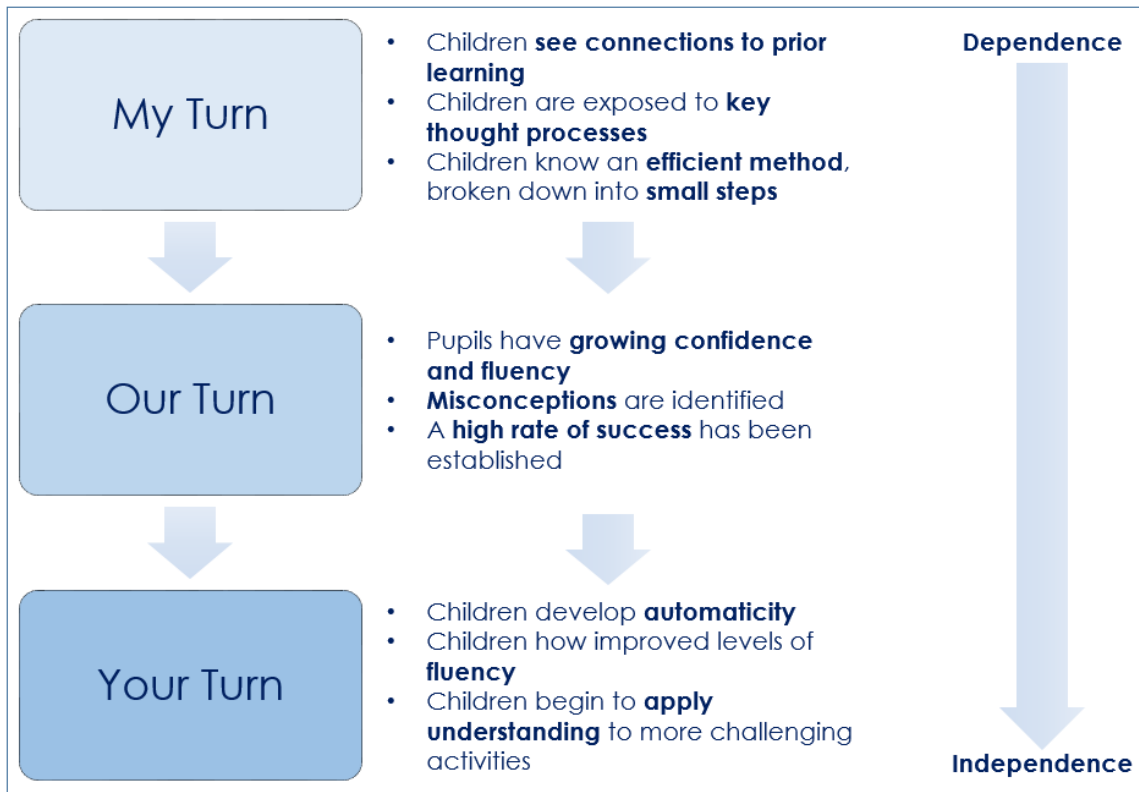 My Turn
• Children see connections to prior
learning
• Children are exposed to key
thought processes
• Children know an efficient method,
broken down into small steps
Dependence
Our Turn
• Pupils have growing confidence
and fluency
• Misconceptions are identified
• A high rate of success has been
established
Your Turn
• Children develop automaticity
• Children how improved levels of
fluency
• Children begin to apply
understanding to more challenging
activities
Independence